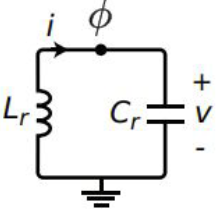 i ϕ
L_r C_r + v -